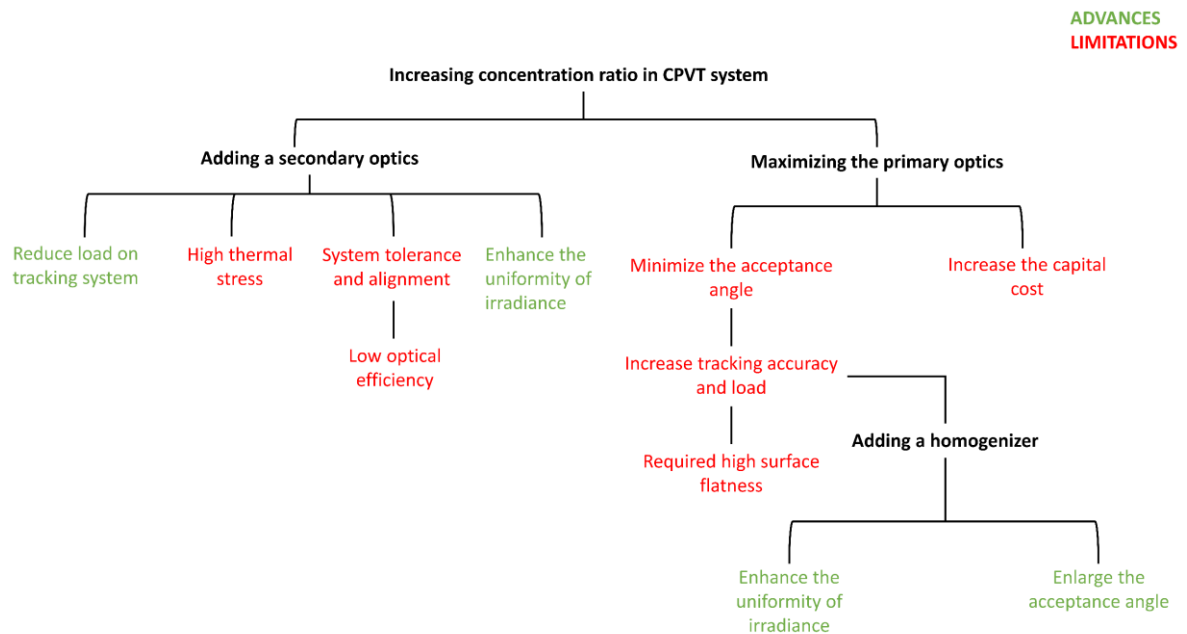 ADVANCES
LIMITATIONS
Increasing concentration ratio in CPVT system
Adding a secondary optics
Maximizing the primary optics
Reduce load on
tracking system
High thermal
stress
System tolerance
and alignment
Enhance the
uniformity of
irradiance
Low optical
efficiency
Minimize the acceptance
angle
Increase the capital
cost
Increase tracking accuracy
and load
Required high surface
flatness
Adding a homogenizer
Enhance the
uniformity of
irradiance
Enlarge the
acceptance angle